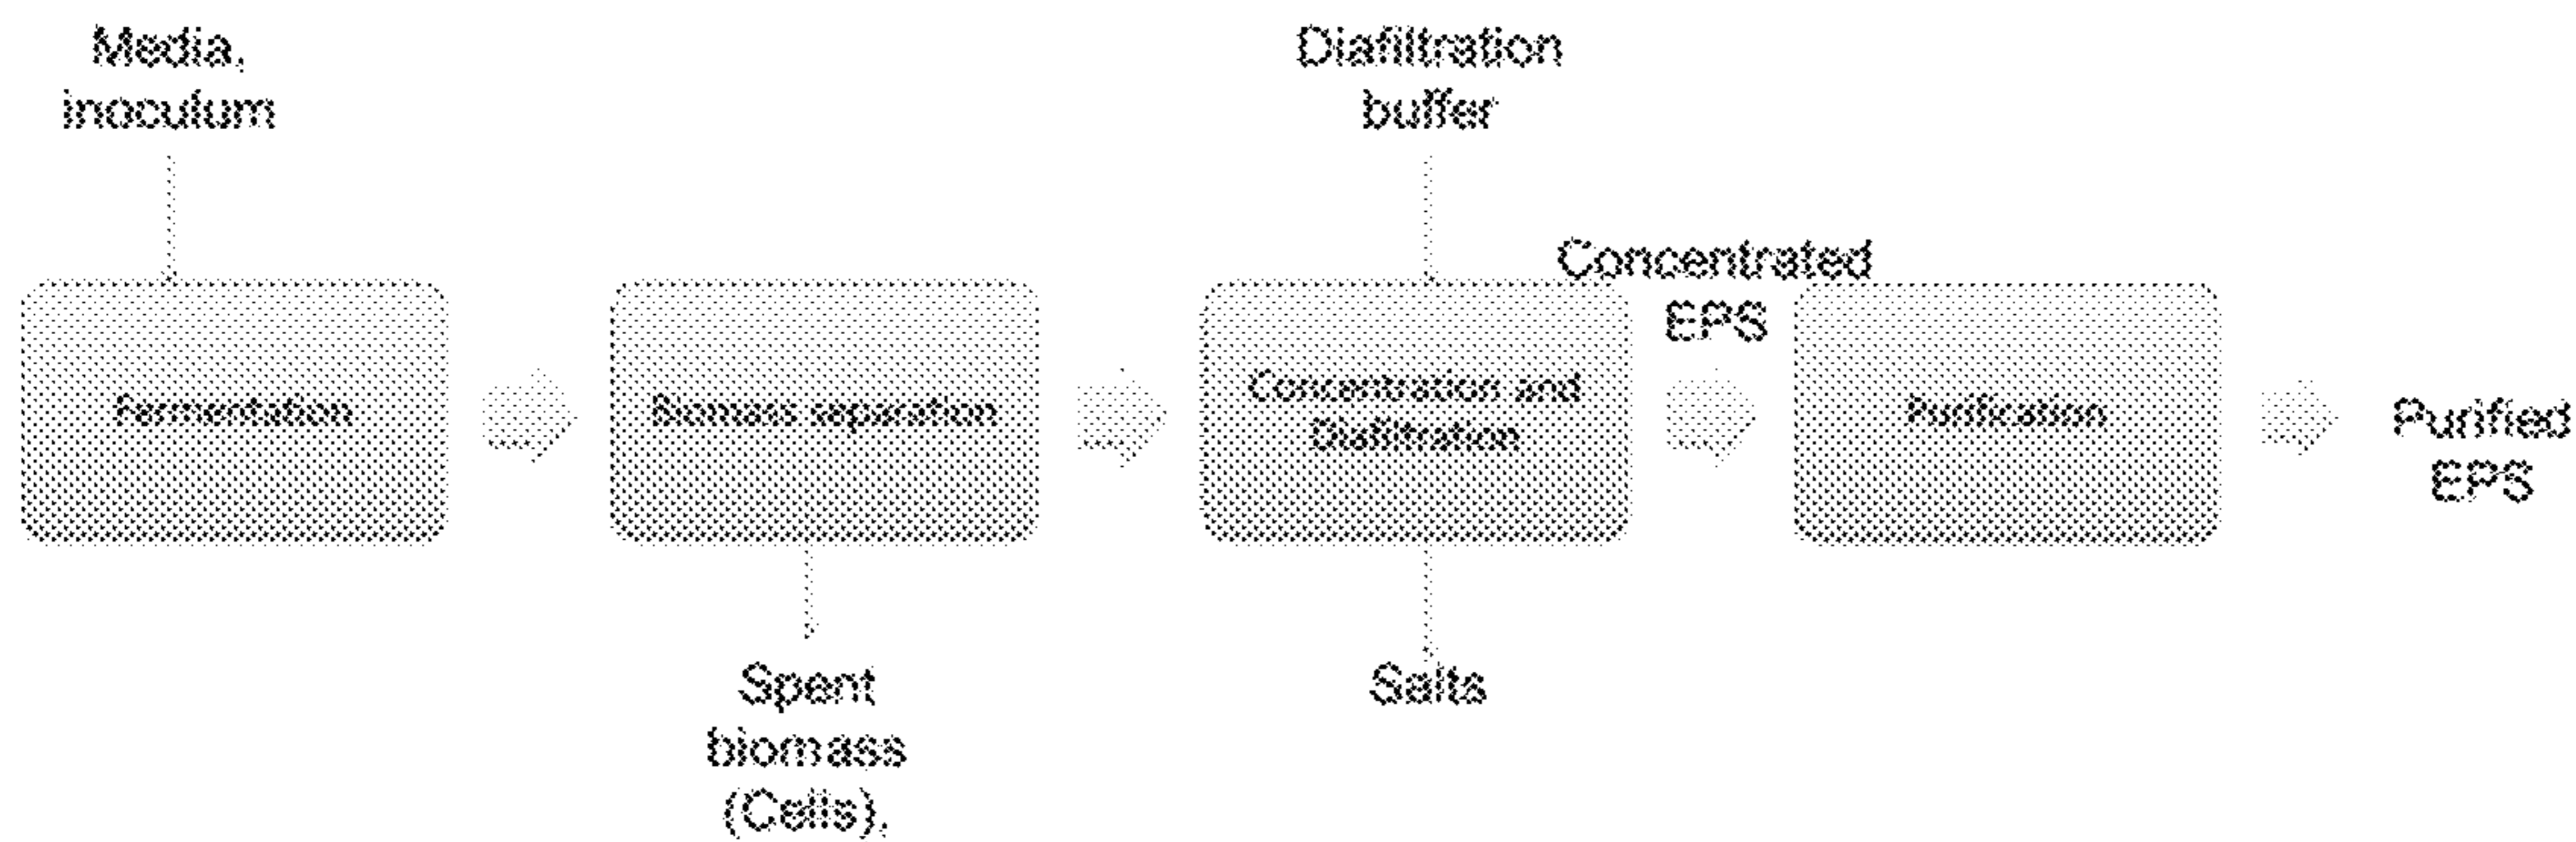 Media,
inoculum
Diafiltration
buffer
Concentrated
EPS
Fermentation
Biomass separation
Concentration and
Diafiltration
Purification
Purified
EPS
Spent
biomass
(Cells),
Salts